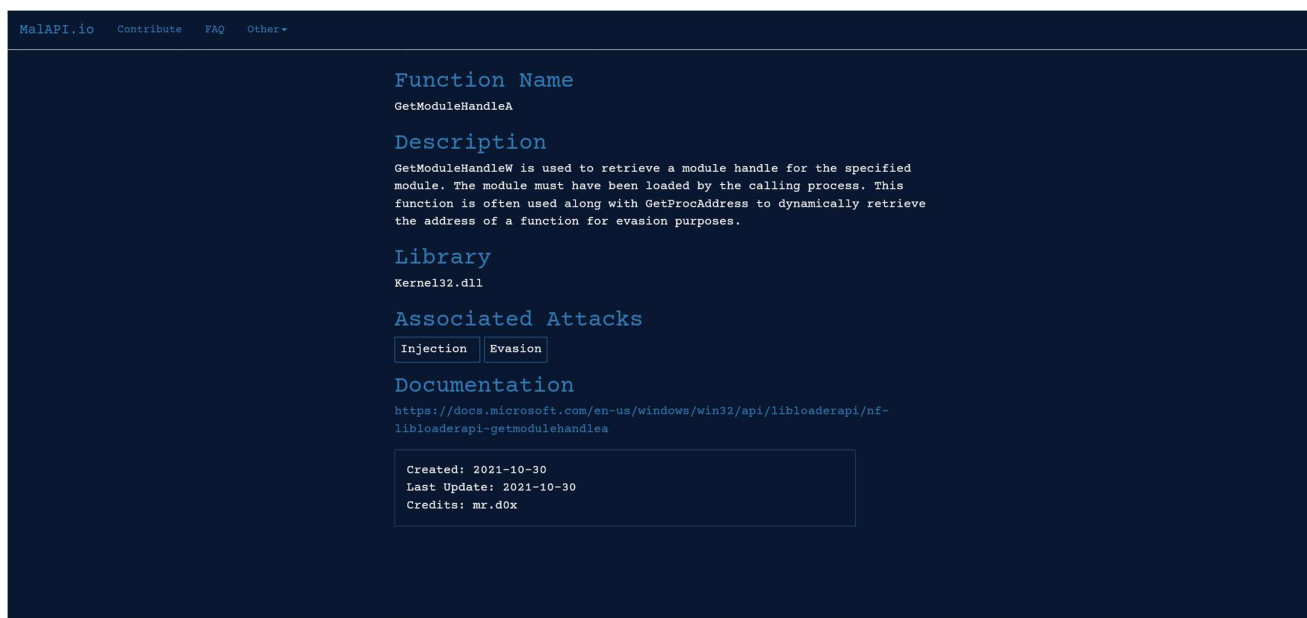 MalAPI.io Contribute FAQ Other
Function Name
GetModuleHandleA
Description
GetModuleHandleW is used to retrieve a module handle for the specified
module. The module must have been loaded by the calling process. This
function is often used along with GetProcAddress to dynamically retrieve
the address of a function for evasion purposes.
Library
Kernel32.dll
Associated Attacks
Injection Evasion
Documentation
https://docs.microsoft.com/en-us/windows/win32/api/libloaderapi/nf-
libloaderapi-getmodulehandlea
Created: 2021-10-30
Last Update: 2021-10-30
Credits: mr.d0x